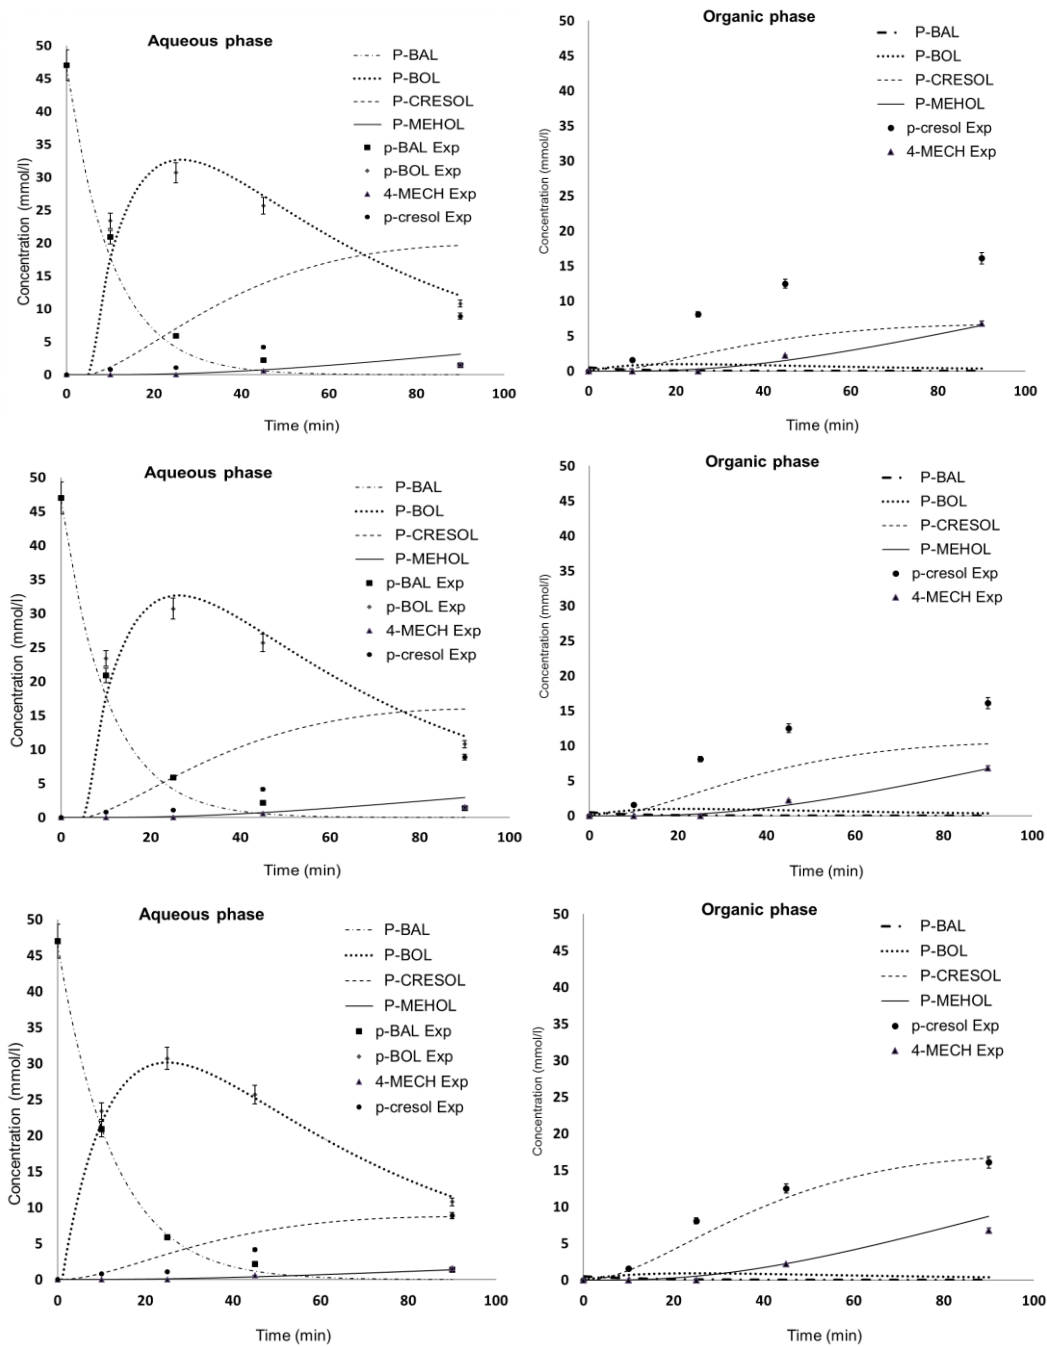 Aqueous phase
50
45
40
35
30
25
20
15
10
5
0
Concentration (mmol/l)
P-BAL
P-BOL
P-CRESOL
P-MEHOL
p-BAL Exp
p-BOL Exp
4-MECH Exp
p-cresol Exp
0 20 40 60 80 100
Time (min)
Organic phase
50
45
40
35
30
25
20
15
10
5
0
Concentration (mmol/l)
P-BAL
P-BOL
P-CRESOL
P-MEHOL
p-cresol Exp
4-MECH Exp
0 20 40 60 80 100
Time (min)
Aqueous phase
50
45
40
35
30
25
20
15
10
5
0
Concentration (mmol/l)
P-BAL
P-BOL
P-CRESOL
P-MEHOL
p-BAL Exp
p-BOL Exp
4-MECH Exp
p-cresol Exp
0 20 40 60 80 100
Time (min)
Organic phase
50
45
40
35
30
25
20
15
10
5
0
Concentration (mmol/l)
P-BAL
P-BOL
P-CRESOL
P-MEHOL
p-cresol Exp
4-MECH Exp
0 20 40 60 80 100
Time (min)
Aqueous phase
50
45
40
35
30
25
20
15
10
5
0
Concentration (mmol/l)
P-BAL
P-BOL
P-CRESOL
P-MEHOL
p-BAL Exp
p-BOL Exp
4-MECH Exp
p-cresol Exp
0 20 40 60 80 100
Time (min)
Organic phase
50
45
40
35
30
25
20
15
10
5
0
Concentration (mmol/l)
P-BAL
P-BOL
P-CRESOL
P-MEHOL
p-cresol Exp
4-MECH Exp
0 20 40 60 80 100
Time (min)